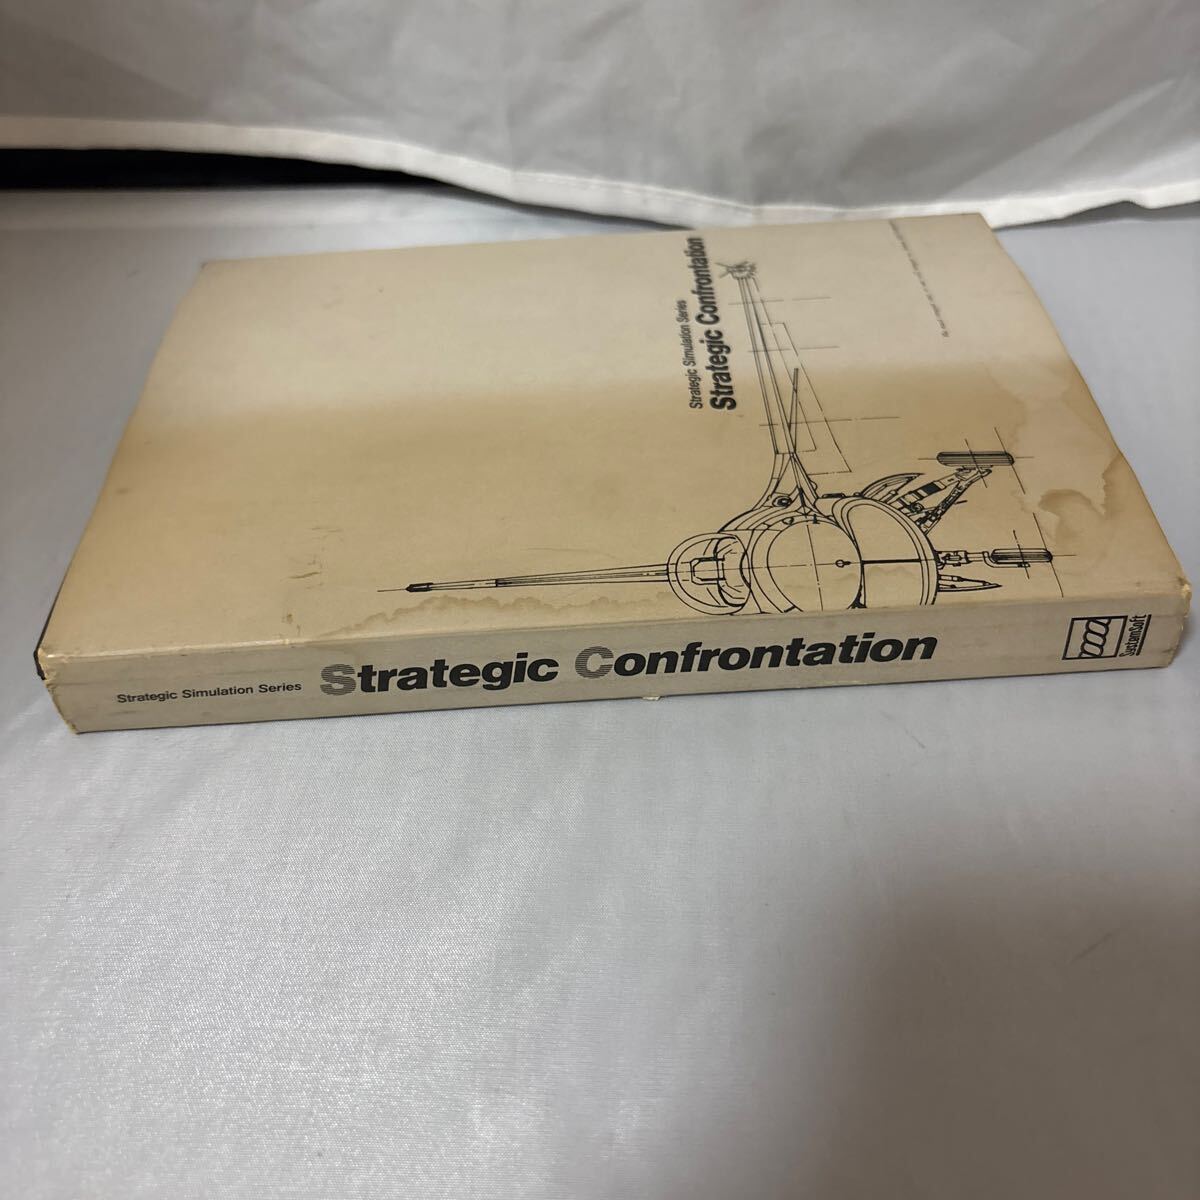 Strategic Simulation Series
Strategic Confrontation
Strategic Simulation Series
Strategic Confrontation
SystemSoft